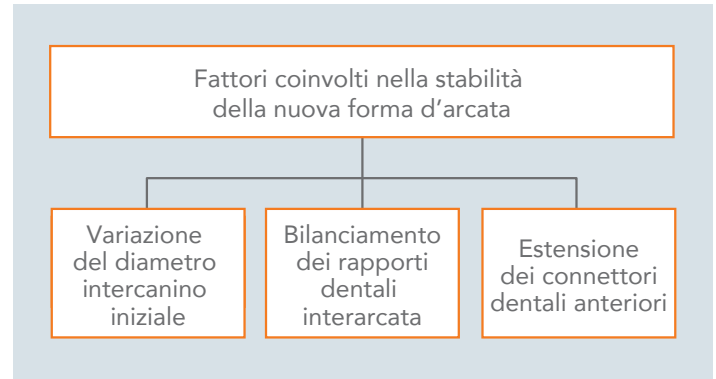 Fattori coinvolti nella stabilità
della nuova forma d’arcata
Variazione
del diametro
intercanino
iniziale
Bilanciamento
dei rapporti
dentali
interarcata
Estensione
dei connettori
dentali anteriori